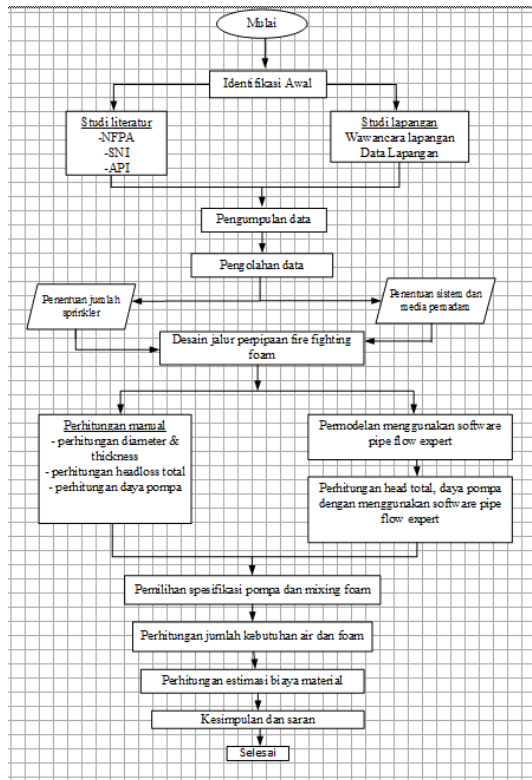 Mulai
Identifikasi Awal
Studi literatur
-NFPA
-SNI
-API
Studi lapangan
Wawancara lapangan
Data Lapangan
Pengumpulan data
Pengolahan data
Penentuan jumlah
sprinkler
Penentuan sistem dan
media pemadam
Desain jalur perpipaan fire fighting
foam
Perhitungan manual
- perhitungan diameter &
thickness
- perhitungan headloss total
- perhitungan daya pompa
Permodelan menggunakan software
pipe flow expert
Perhitungan head total, daya pompa
dengan menggunakan software pipe
flow expert
Pemilihan spesifikasi pompa dan mixing foam
Perhitungan jumlah kebutuhan air dan foam
Perhitungan estimasi biaya material
Kesimpulan dan saran
Selesai